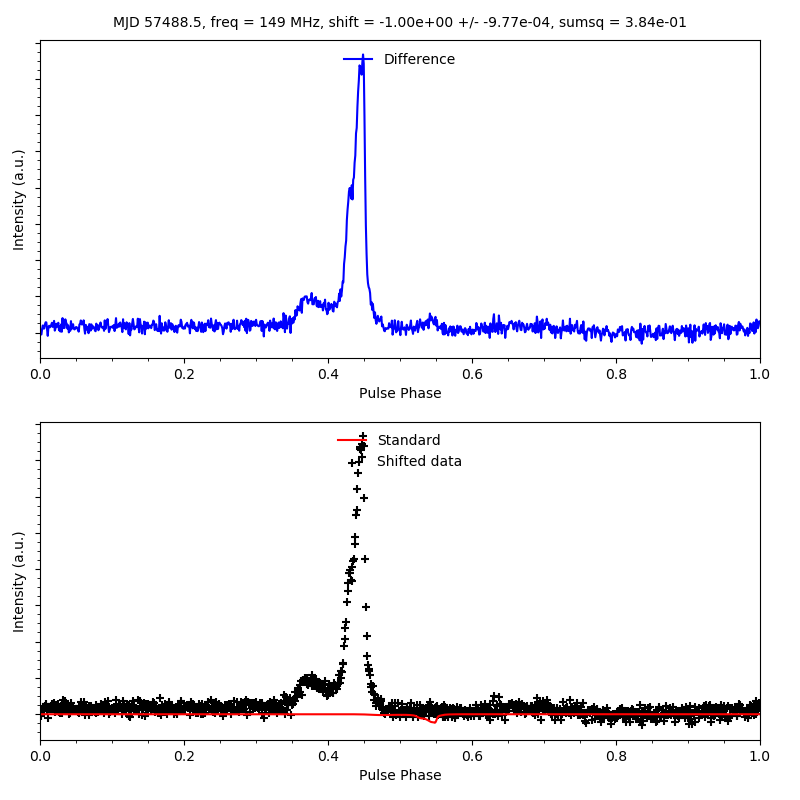 MJD 57488.5, freq = 149 MHz, shift = -1.00e+00 +/- -9.77e-04, sumsq = 3.84e-01
Difference
Intensity (a.u.)
0.0 0.2 0.4 0.6 0.8 1.0
Pulse Phase
Standard
Shifted data
Intensity (a.u.)
0.0 0.2 0.4 0.6 0.8 1.0
Pulse Phase